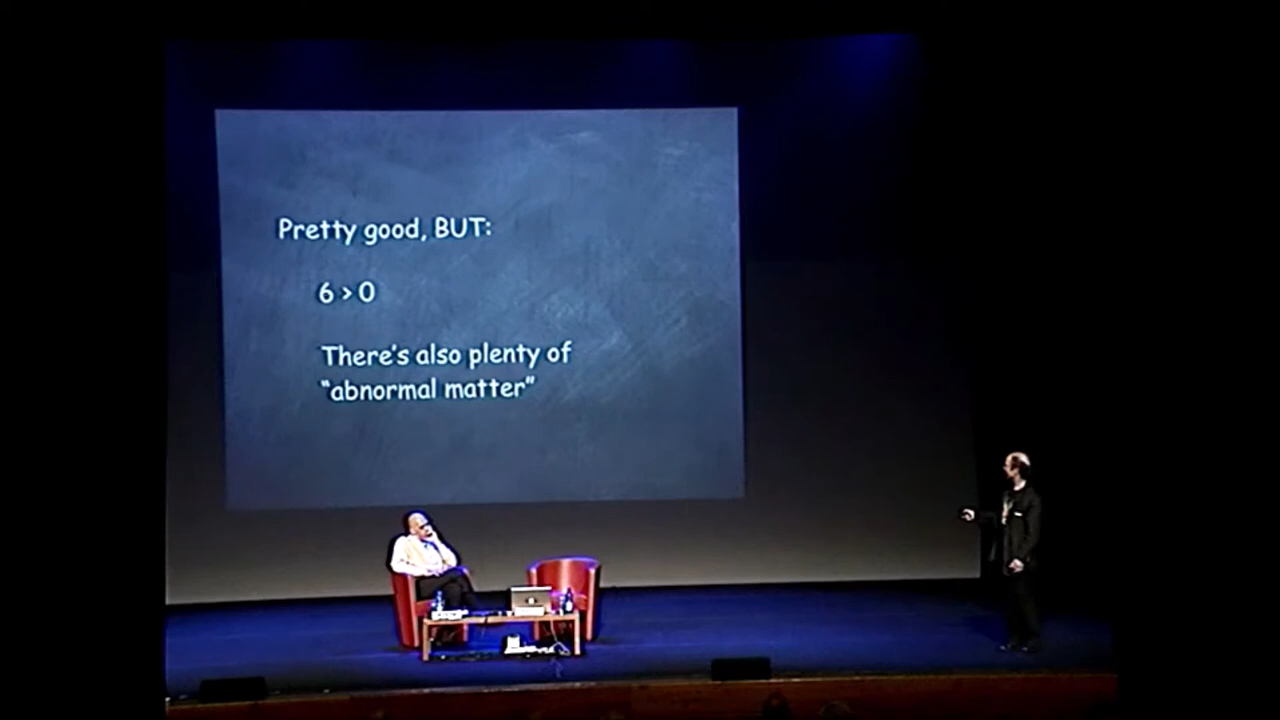 Pretty good, BUT:
6 > 0
There's also plenty of
"abnormal matter"